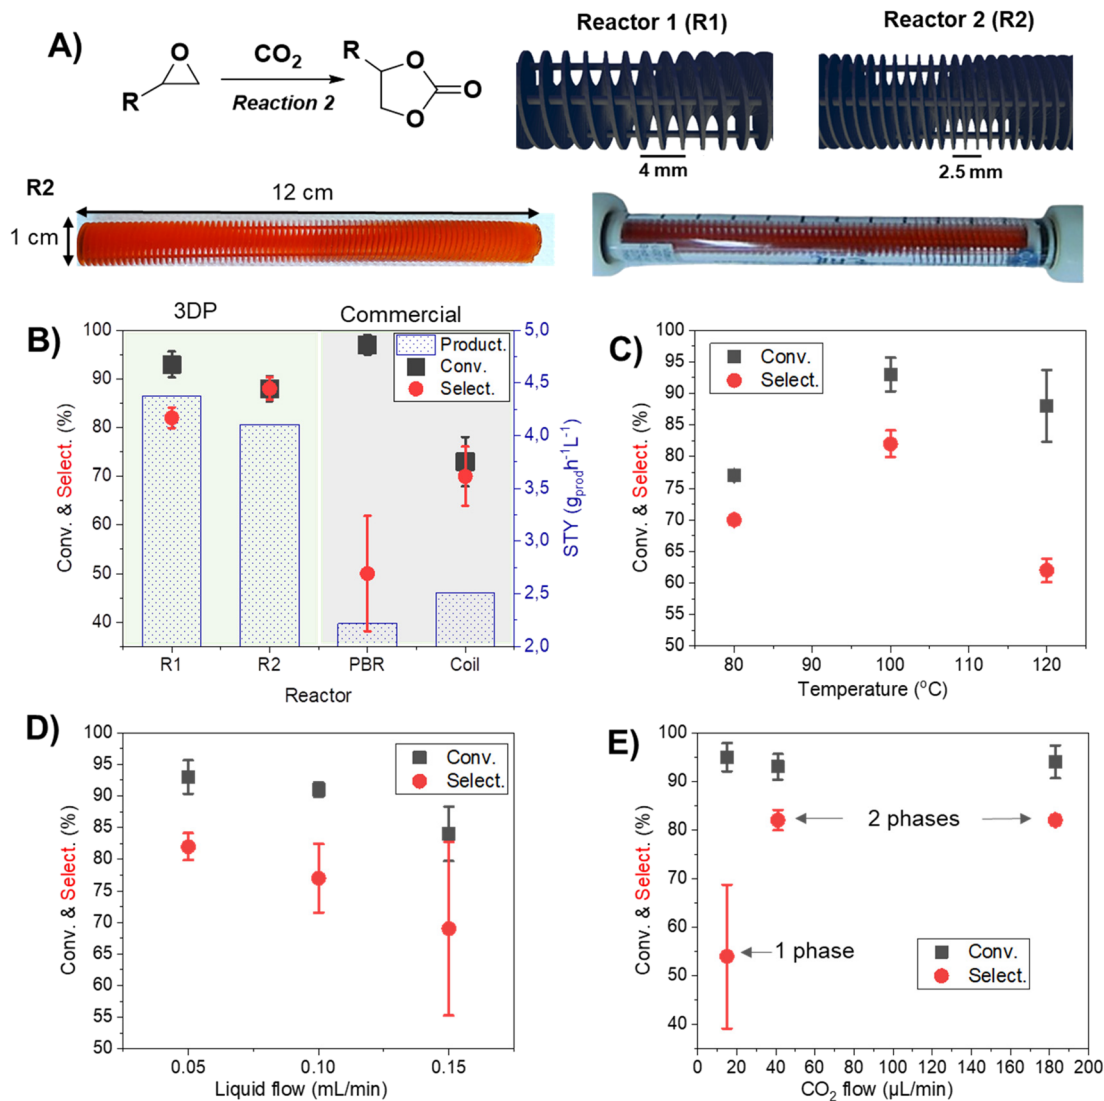 A)
CO2
Reaction 2
O
R
R
O
O
O
Reactor 1 (R1)
Reactor 2 (R2)
4 mm
2.5 mm
R2
12 cm
1 cm
B)
3DP
Commercial
Product.
Conv.
Select.
100
90
80
70
60
50
40
Conv. & Select. (%)
5,0
4,5
4,0
3,5
3,0
2,5
2,0
STY (gprodh-1L-1)
R1
R2
PBR
Coil
Reactor
C)
Conv.
Select.
100
95
90
85
80
75
70
65
60
55
50
Conv. & Select. (%)
80
90
100
110
120
Temperature (oC)
D)
Conv.
Select.
100
95
90
85
80
75
70
65
60
55
50
Conv. & Select. (%)
0.05
0.10
0.15
Liquid flow (mL/min)
E)
100
90
80
70
60
50
40
Conv. & Select. (%)
2 phases
1 phase
Conv.
Select.
0
20
40
60
80
100
120
140
160
180
200
CO2 flow (µL/min)